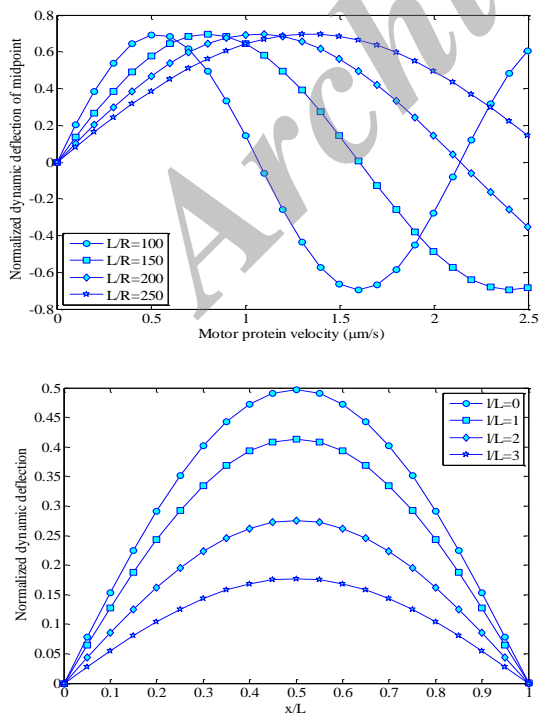 Archi
Normalized dynamic deflection of midpoint
0.8
0.6
0.4
0.2
0
-0.2
-0.4
-0.6
-0.8
L/R=100
L/R=150
L/R=200
L/R=250
0 0.5 1 1.5 2 2.5
Motor protein velocity (μm/s)
Normalized dynamic deflection
0.5
0.45
0.4
0.35
0.3
0.25
0.2
0.15
0.1
0.05
0
l/L=0
l/L=1
l/L=2
l/L=3
0 0.1 0.2 0.3 0.4 0.5 0.6 0.7 0.8 0.9 1
x/L